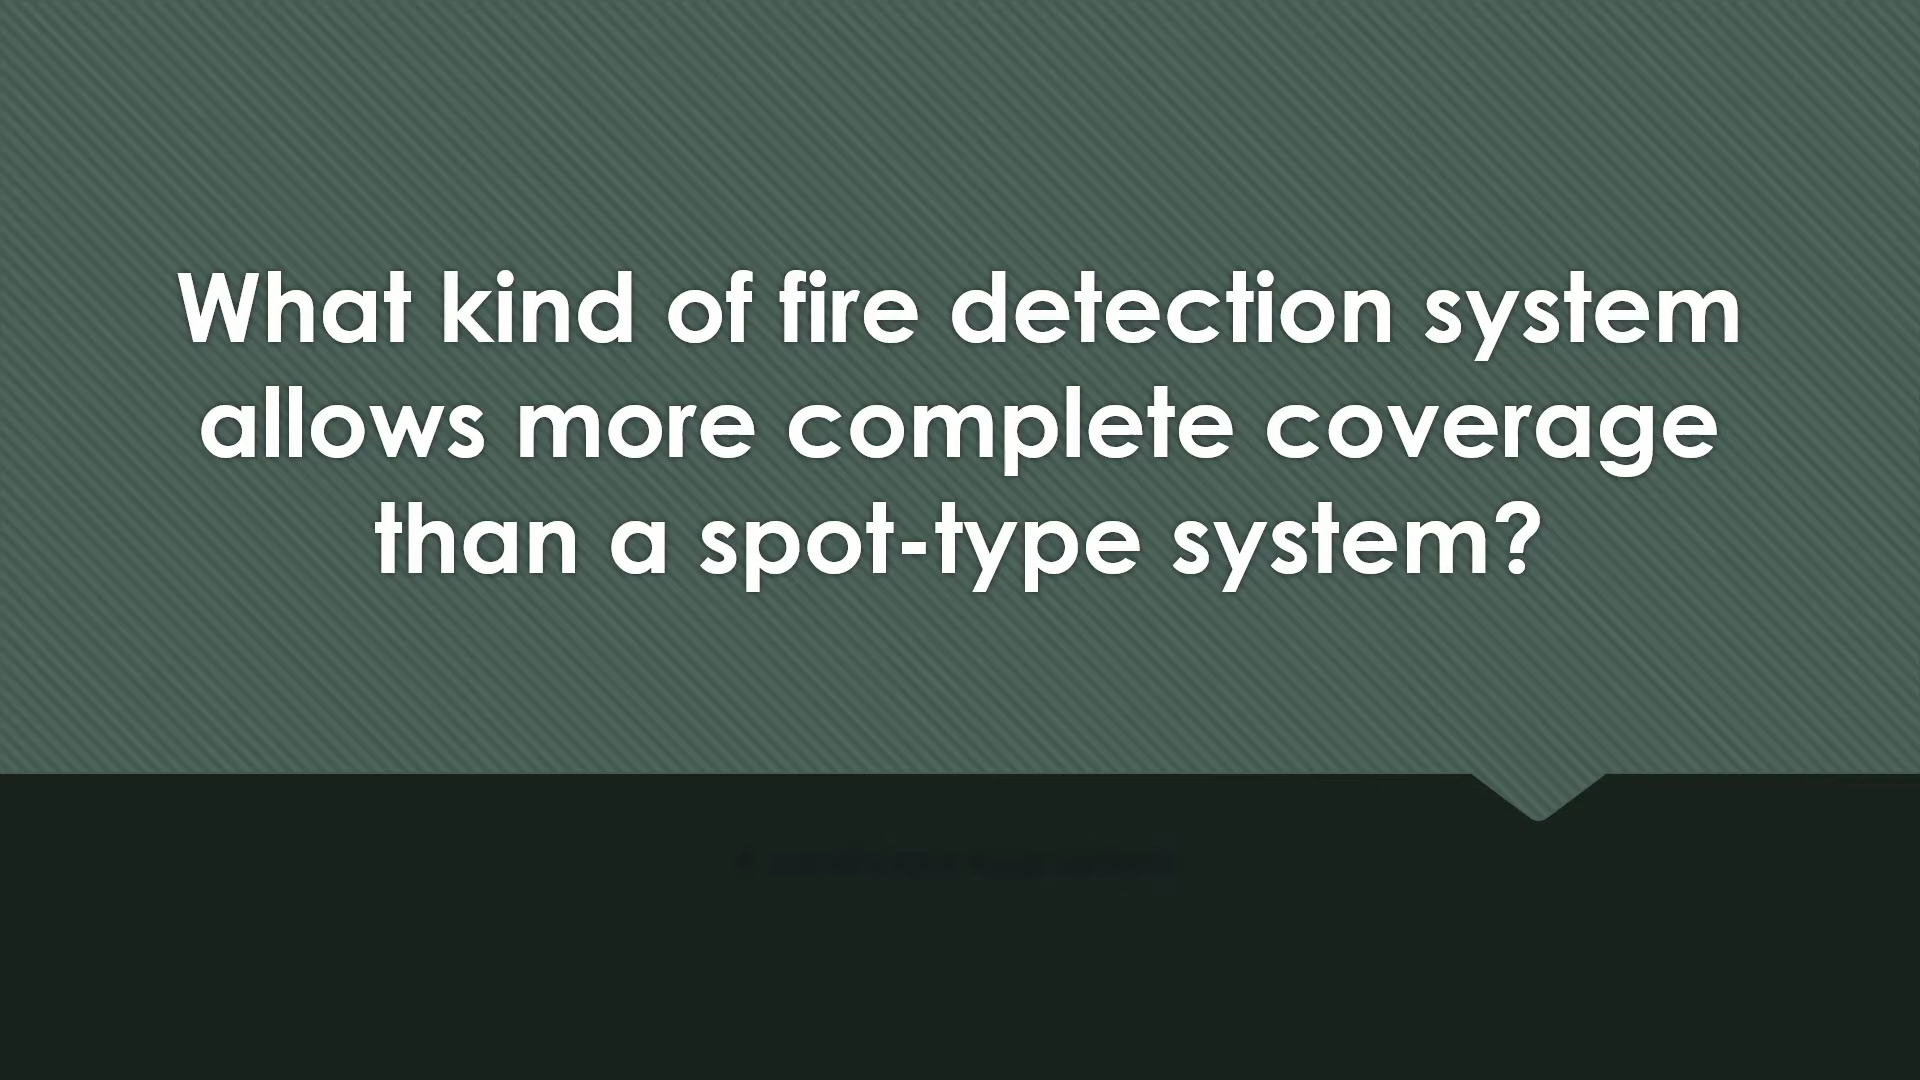 What kind of fire detection system
allows more complete coverage
than a spot-type system?